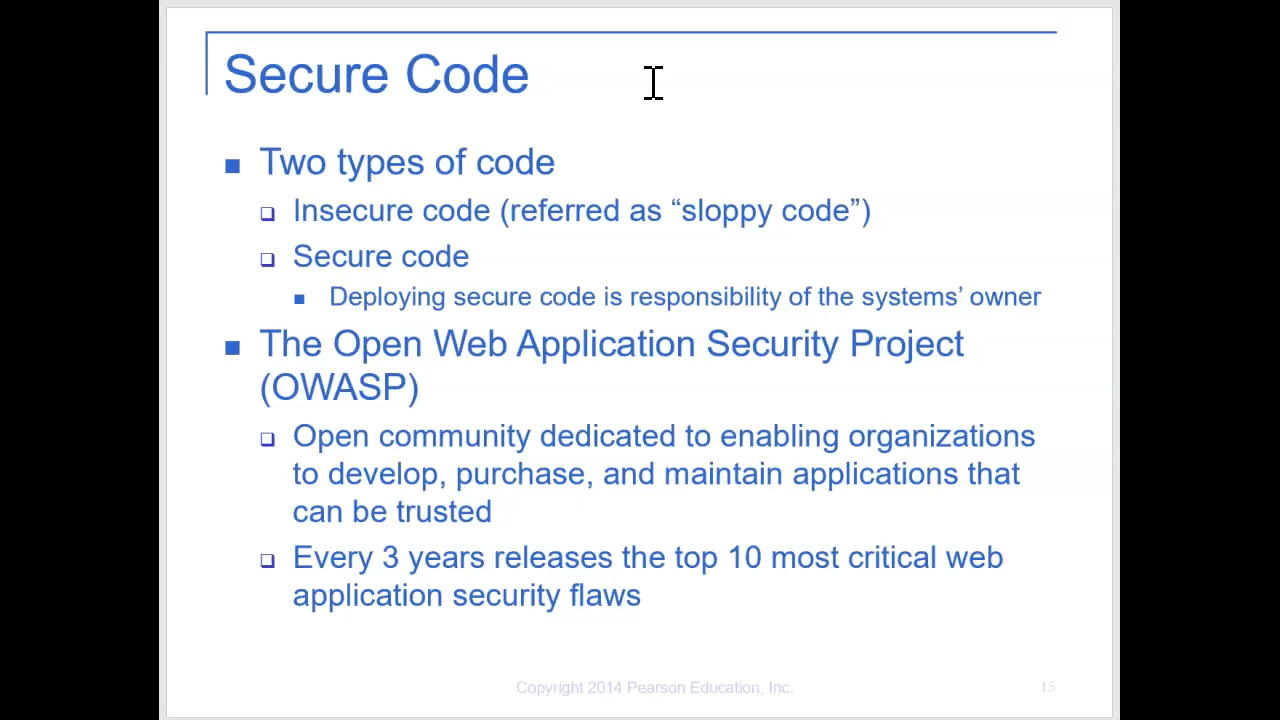 Secure Code
Two types of code
Insecure code (referred as “sloppy code”)
Secure code
Deploying secure code is responsibility of the systems’ owner
The Open Web Application Security Project
(OWASP)
Open community dedicated to enabling organizations
to develop, purchase, and maintain applications that
can be trusted
Every 3 years releases the top 10 most critical web
application security flaws
Copyright 2014 Pearson Education, Inc.
15